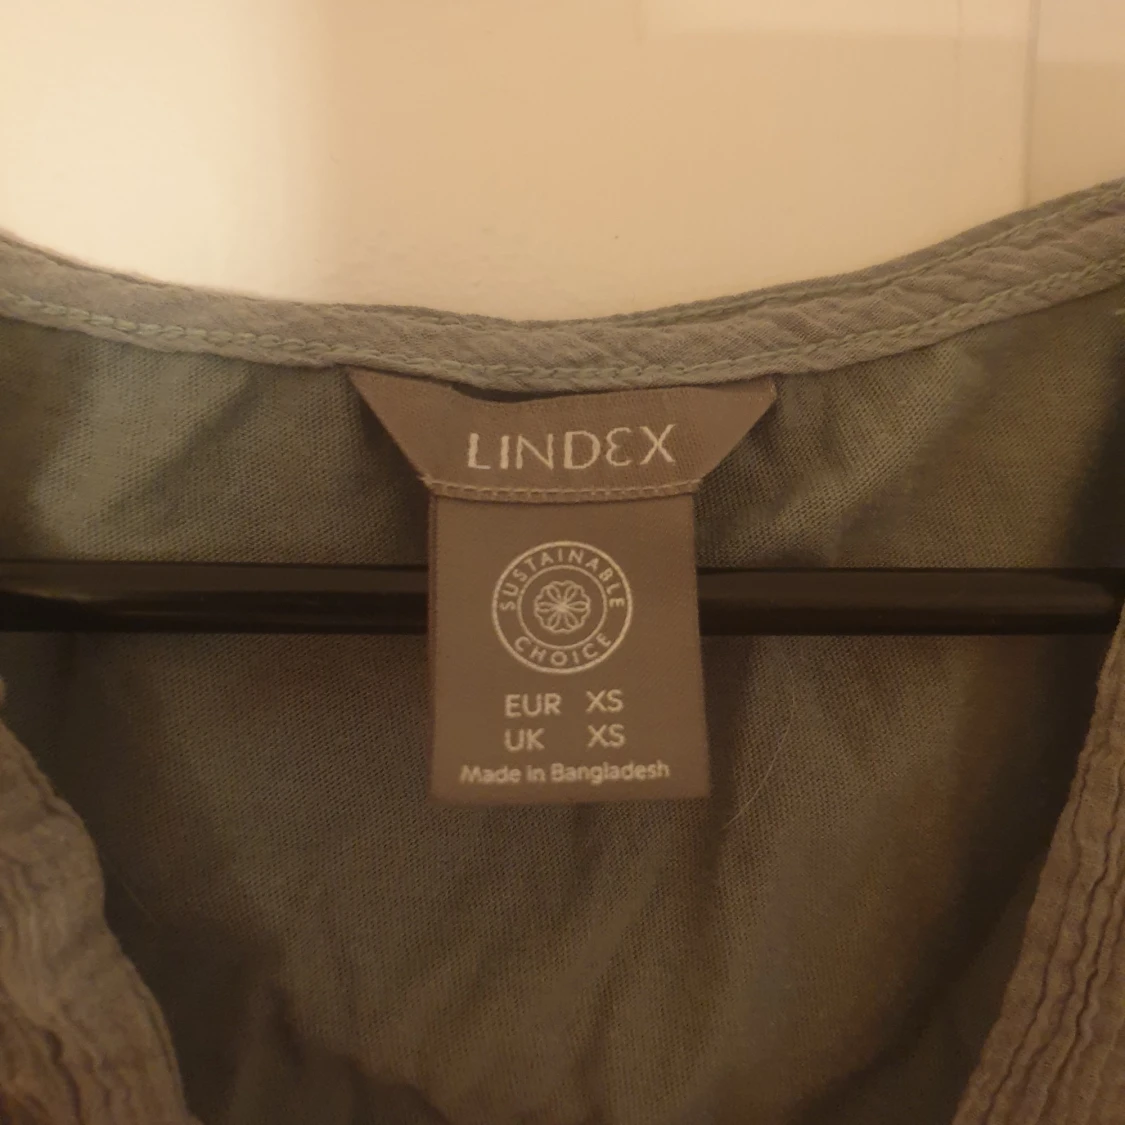 LINDEX
SUSTAINABLE
CHOICE
EUR XS
UK XS
Made in Bangladesh